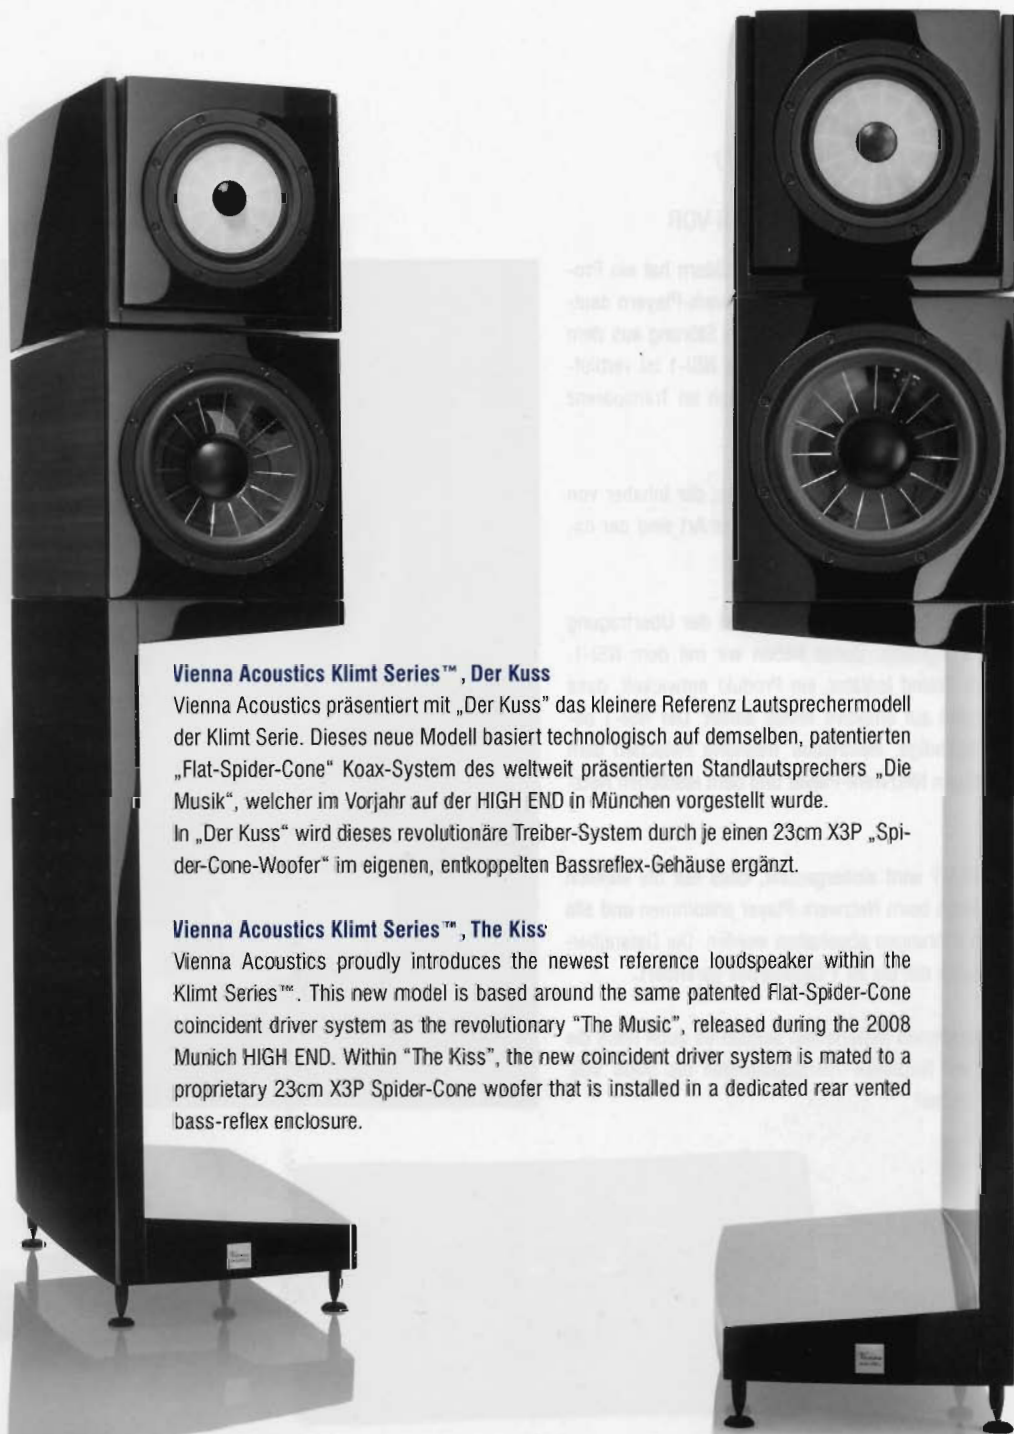 Vienna Acoustics Klimt Series™, Der Kuss
Vienna Acoustics präsentiert mit „Der Kuss" das kleinere Referenz Lautsprechermodell
der Klimt Serie. Dieses neue Modell basiert technologisch auf demselben, patentierten
„Flat-Spider-Cone" Koax-System des weltweit präsentierten Standlautsprechers „Die
Musik", welcher im Vorjahr auf der HIGH END in München vorgestellt wurde.
In „Der Kuss" wird dieses revolutionäre Treiber-System durch je einen 23cm X3P „Spi-
der-Cone-Woofer" im eigenen, entkoppelten Bassreflex-Gehäuse ergänzt.
Vienna Acoustics Klimt Series™, The Kiss
Vienna Acoustics proudly introduces the newest reference loudspeaker within the
Klimt Series™. This new model is based around the same patented Flat-Spider-Cone
coincident driver system as the revolutionary "The Music", released during the 2008
Munich HIGH END. Within "The Kiss", the new coincident driver system is mated to a
proprietary 23cm X3P Spider-Cone woofer that is installed in a dedicated rear vented
bass-reflex enclosure.